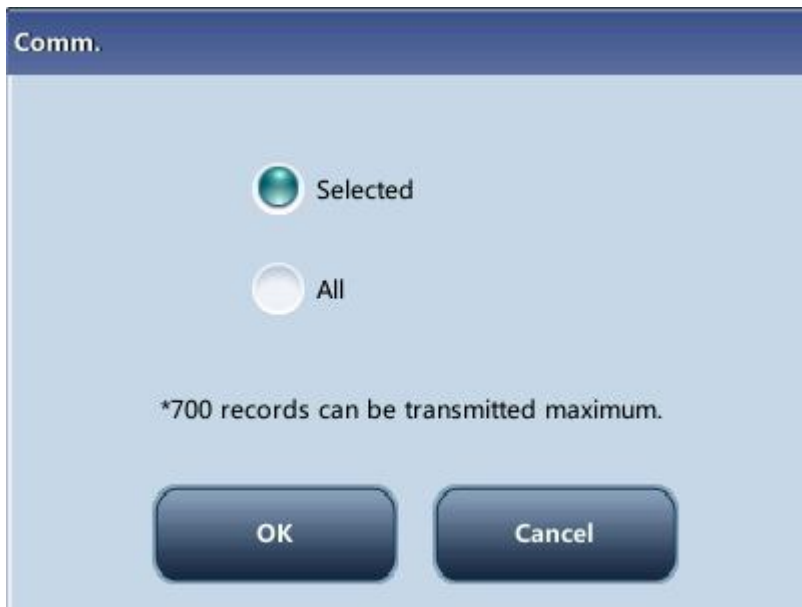 Comm.
Selected
All
*700 records can be transmitted maximum.
OK
Cancel